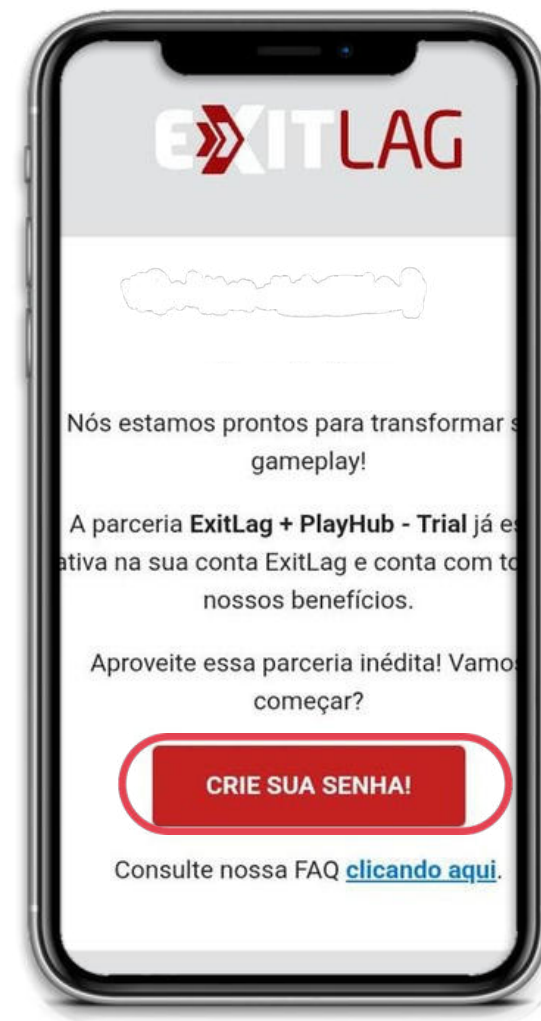 EXITLAG
Nós estamos prontos para transformar
gameplay!
A parceria ExitLag + PlayHub - Trial já
ativa na sua conta ExitLag e conta com
nossos benefícios.
Aproveite essa parceria inédita! Vamo
começar?
CRIE SUA SENHA!
Consulte nossa FAQ clicando aqui.